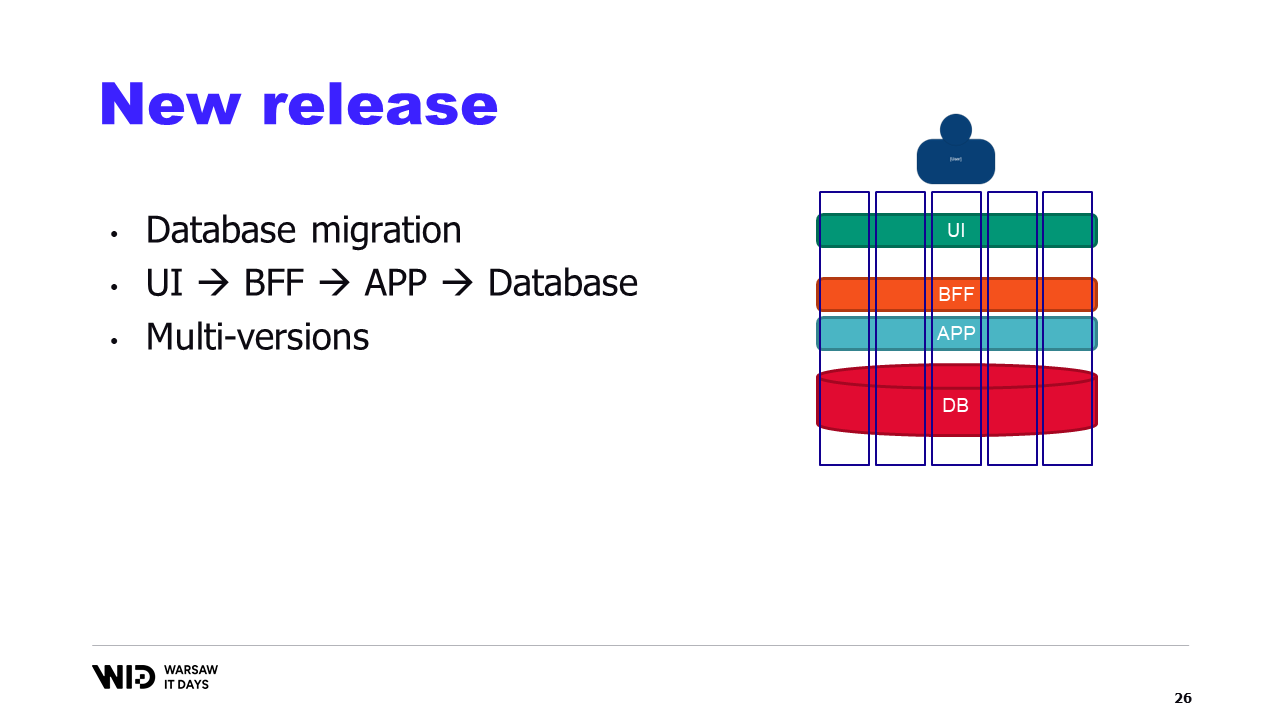 New release
• Database migration
• UI → BFF → APP → Database
• Multi-versions
[User]
UI
BFF
APP
DB
WID WARSAW
IT DAYS
26